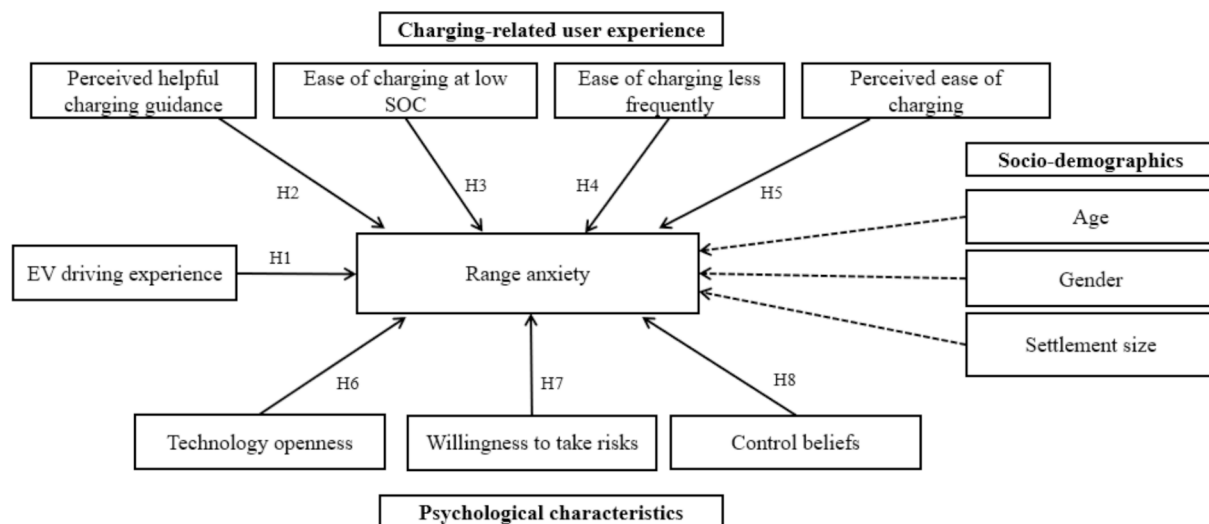 Charging-related user experience
Perceived helpful
charging guidance
Ease of charging at low
SOC
Ease of charging less
frequently
Perceived ease of
charging
Socio-demographics
H2
H3
H4
H5
Age
EV driving experience
H1
Range anxiety
Gender
Settlement size
H6
H7
H8
Technology openness
Willingness to take risks
Control beliefs
Psychological characteristics